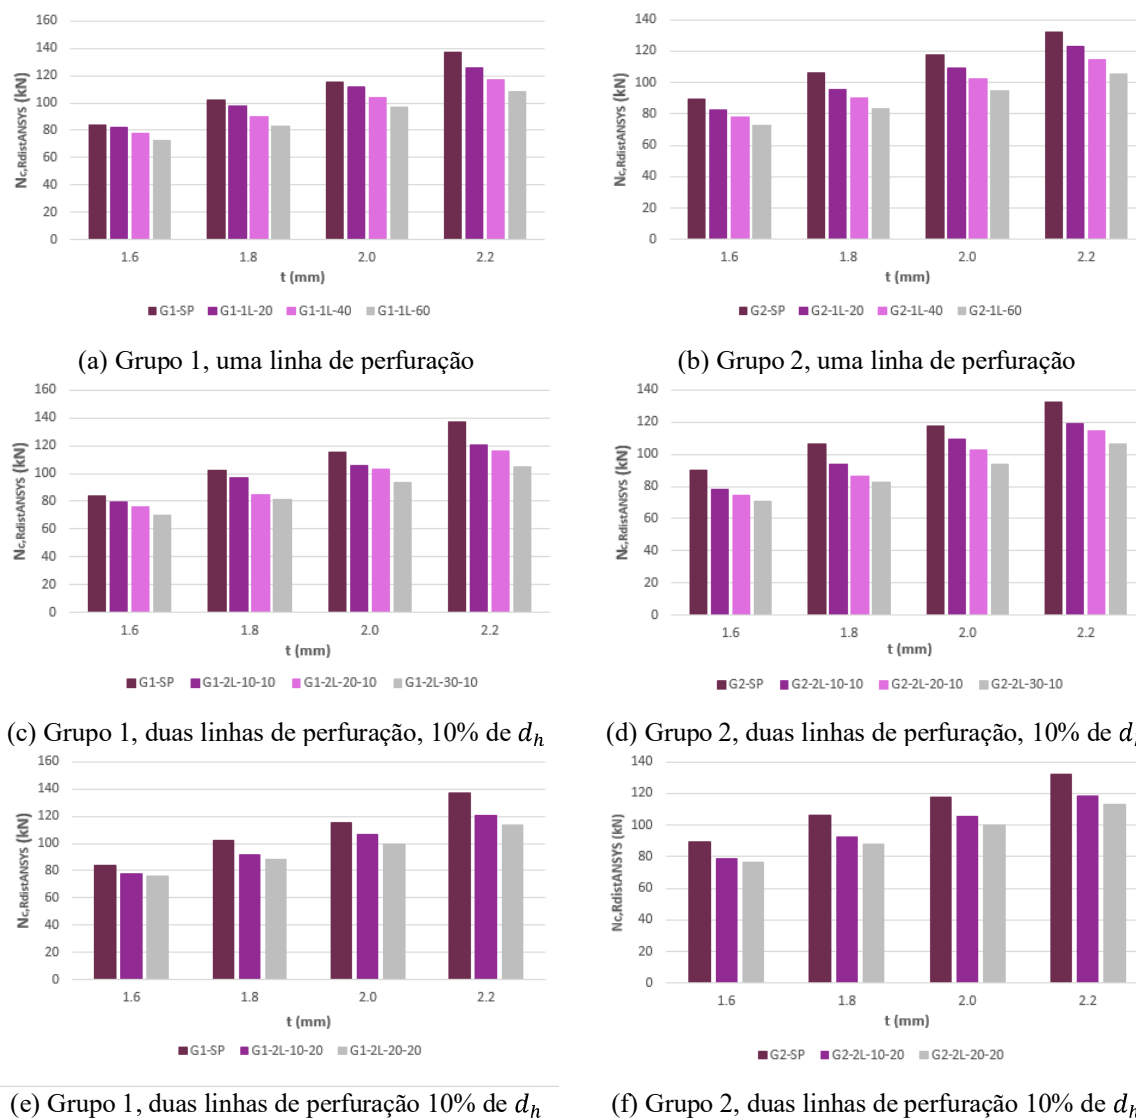 160
140
120
100
80
60
40
20
0
Nc,RdistANSYS (kN)
1.6 1.8 2.0 2.2
t (mm)
G1-SP G1-1L-20 G1-1L-40 G1-1L-60
(a) Grupo 1, uma linha de perfuração
140
120
100
80
60
40
20
0
Nc,RdistANSYS (kN)
1.6 1.8 2.0 2.2
t (mm)
G2-SP G2-1L-20 G2-1L-40 G2-1L-60
(b) Grupo 2, uma linha de perfuração
160
140
120
100
80
60
40
20
0
Nc,RdistANSYS (kN)
1.6 1.8 2.0 2.2
t (mm)
G1-SP G1-2L-10-10 G1-2L-20-10 G1-2L-30-10
(c) Grupo 1, duas linhas de perfuração, 10% de d_h
140
120
100
80
60
40
20
0
Nc,RdistANSYS (kN)
1.6 1.8 2.0 2.2
t (mm)
G2-SP G2-2L-10-10 G2-2L-20-10 G2-2L-30-10
(d) Grupo 2, duas linhas de perfuração, 10% de d_h
160
140
120
100
80
60
40
20
0
Nc,RdistANSYS (kN)
1.6 1.8 2.0 2.2
t (mm)
G1-SP G1-2L-10-20 G1-2L-20-20
(e) Grupo 1, duas linhas de perfuração 10% de d_h
140
120
100
80
60
40
20
0
Nc,RdistANSYS (kN)
1.6 1.8 2.0 2.2
t (mm)
G2-SP G2-2L-10-20 G2-2L-20-20
(f) Grupo 2, duas linhas de perfuração 10% de d_h